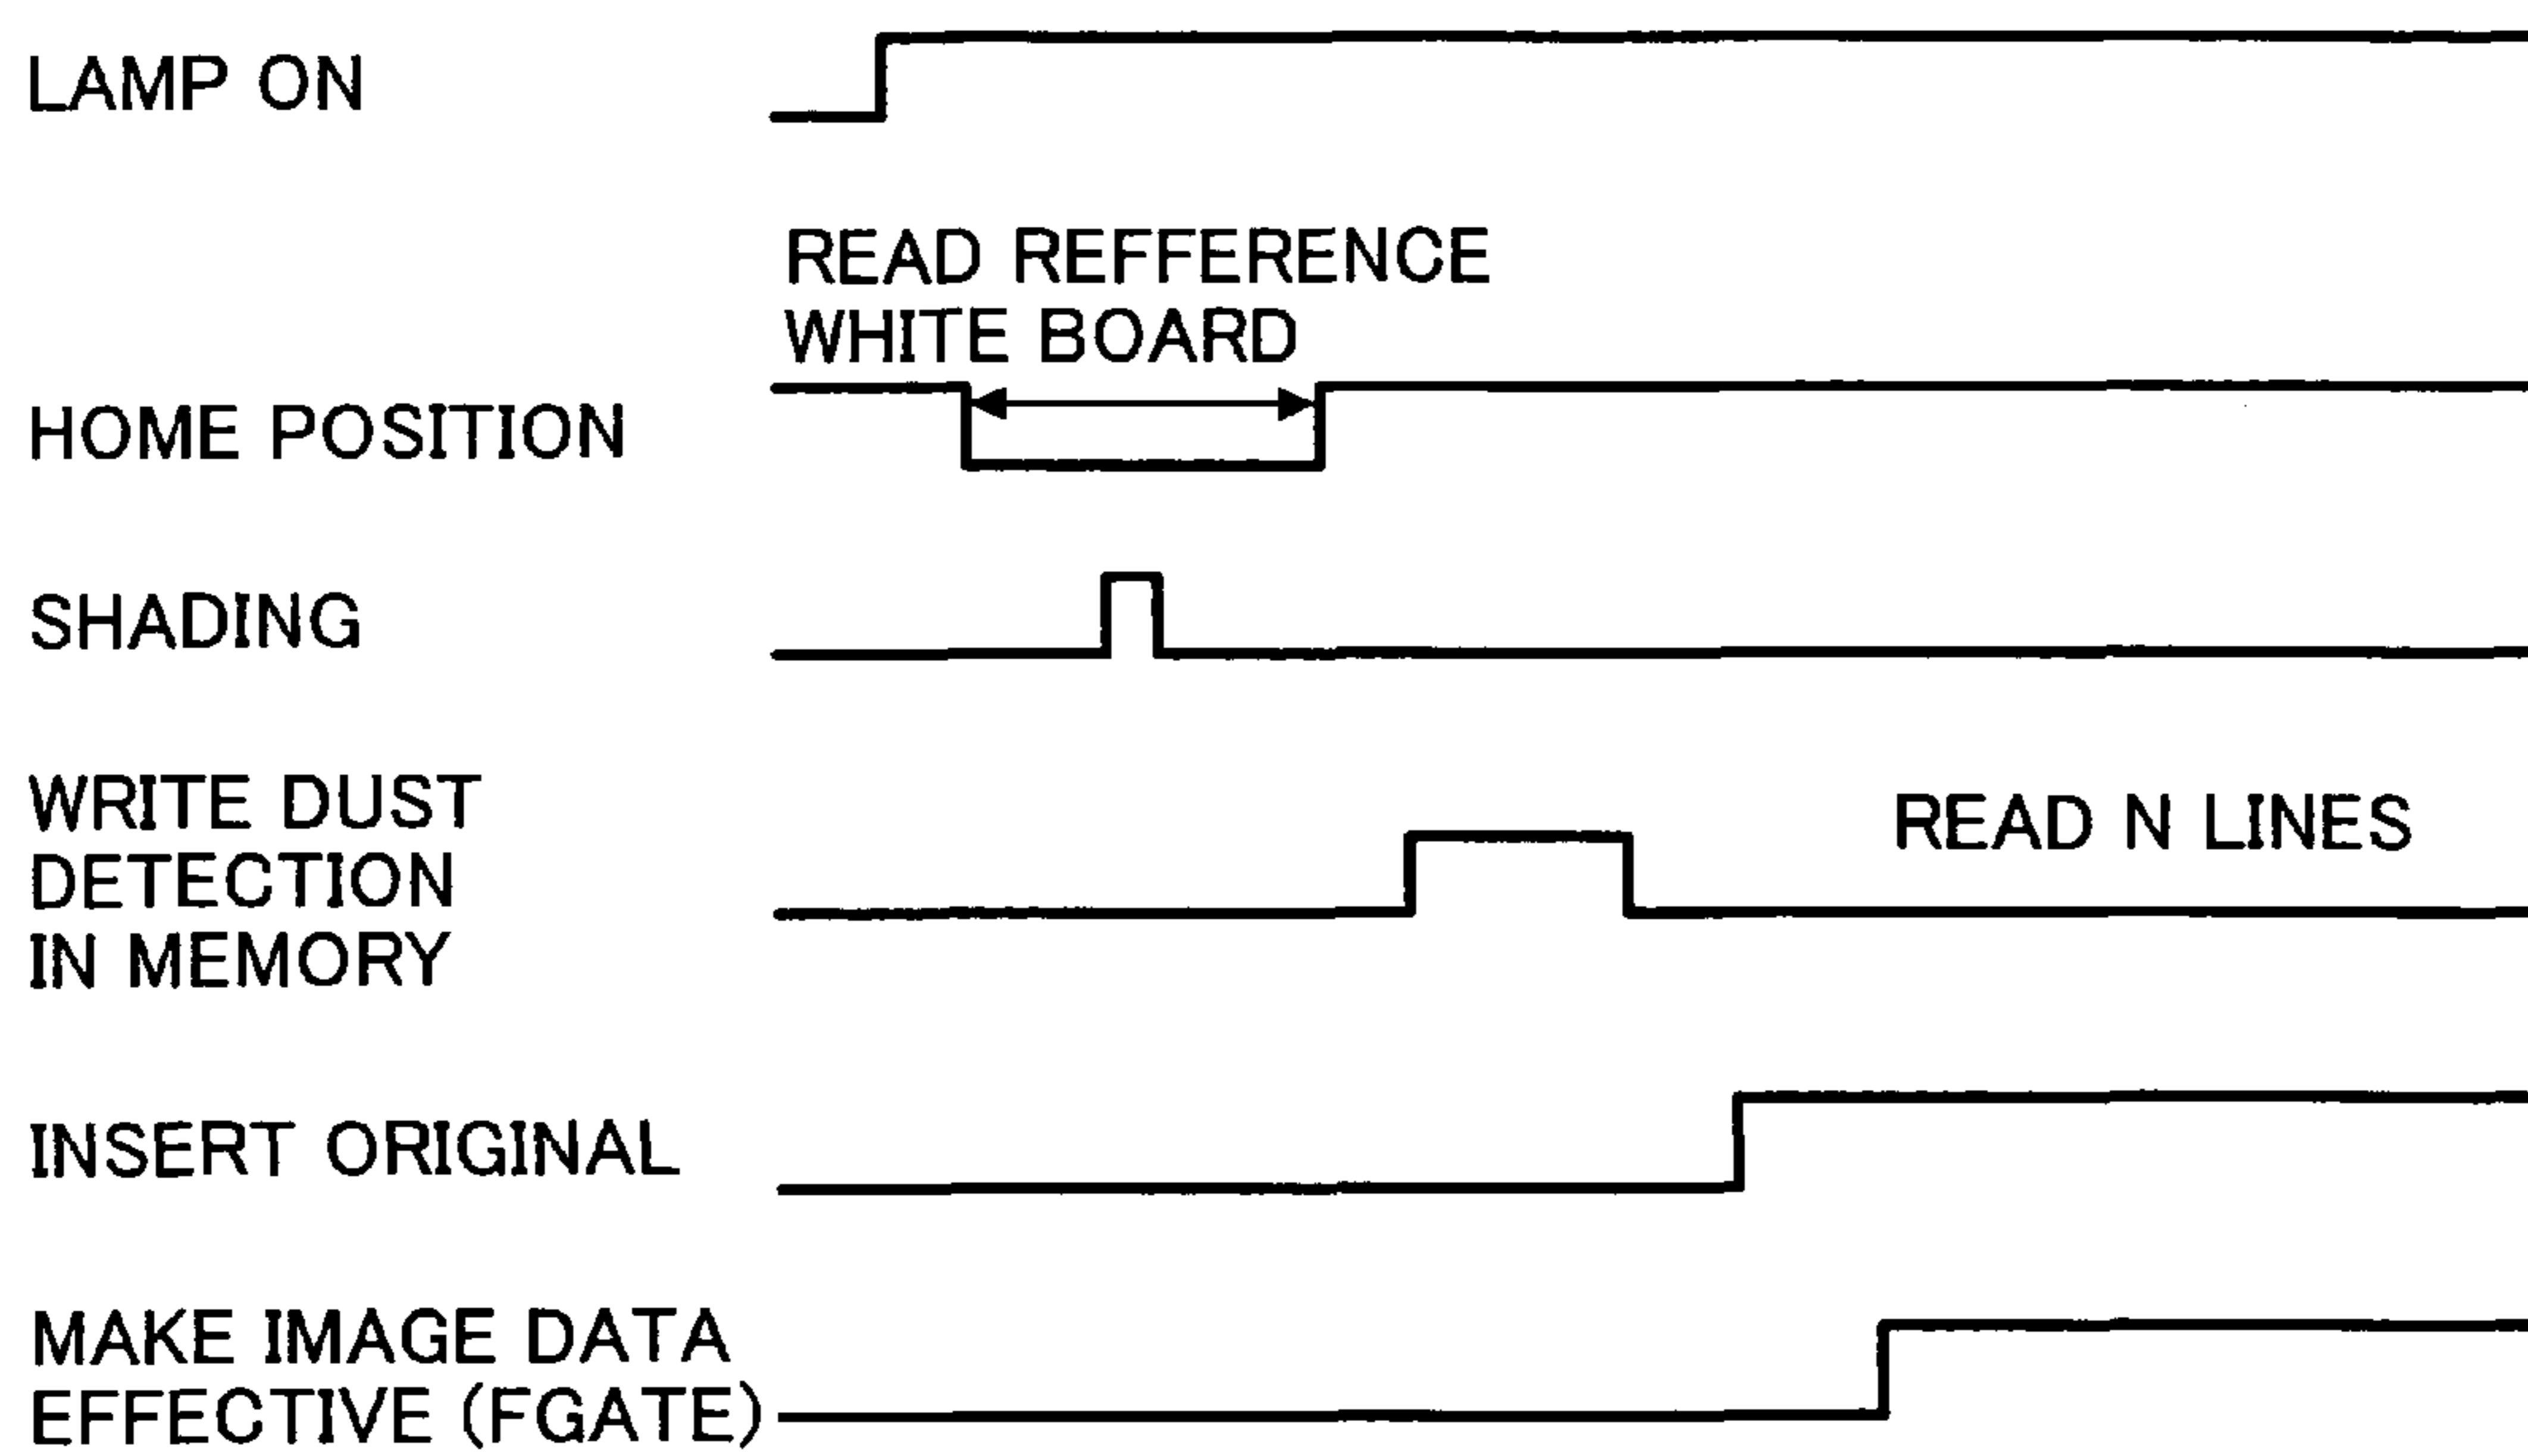 LAMP ON
READ REFFERENCE
WHITE BOARD
HOME POSITION
SHADING
WRITE DUST
DETECTION
IN MEMORY
READ N LINES
INSERT ORIGINAL
MAKE IMAGE DATA
EFFECTIVE (FGATE)